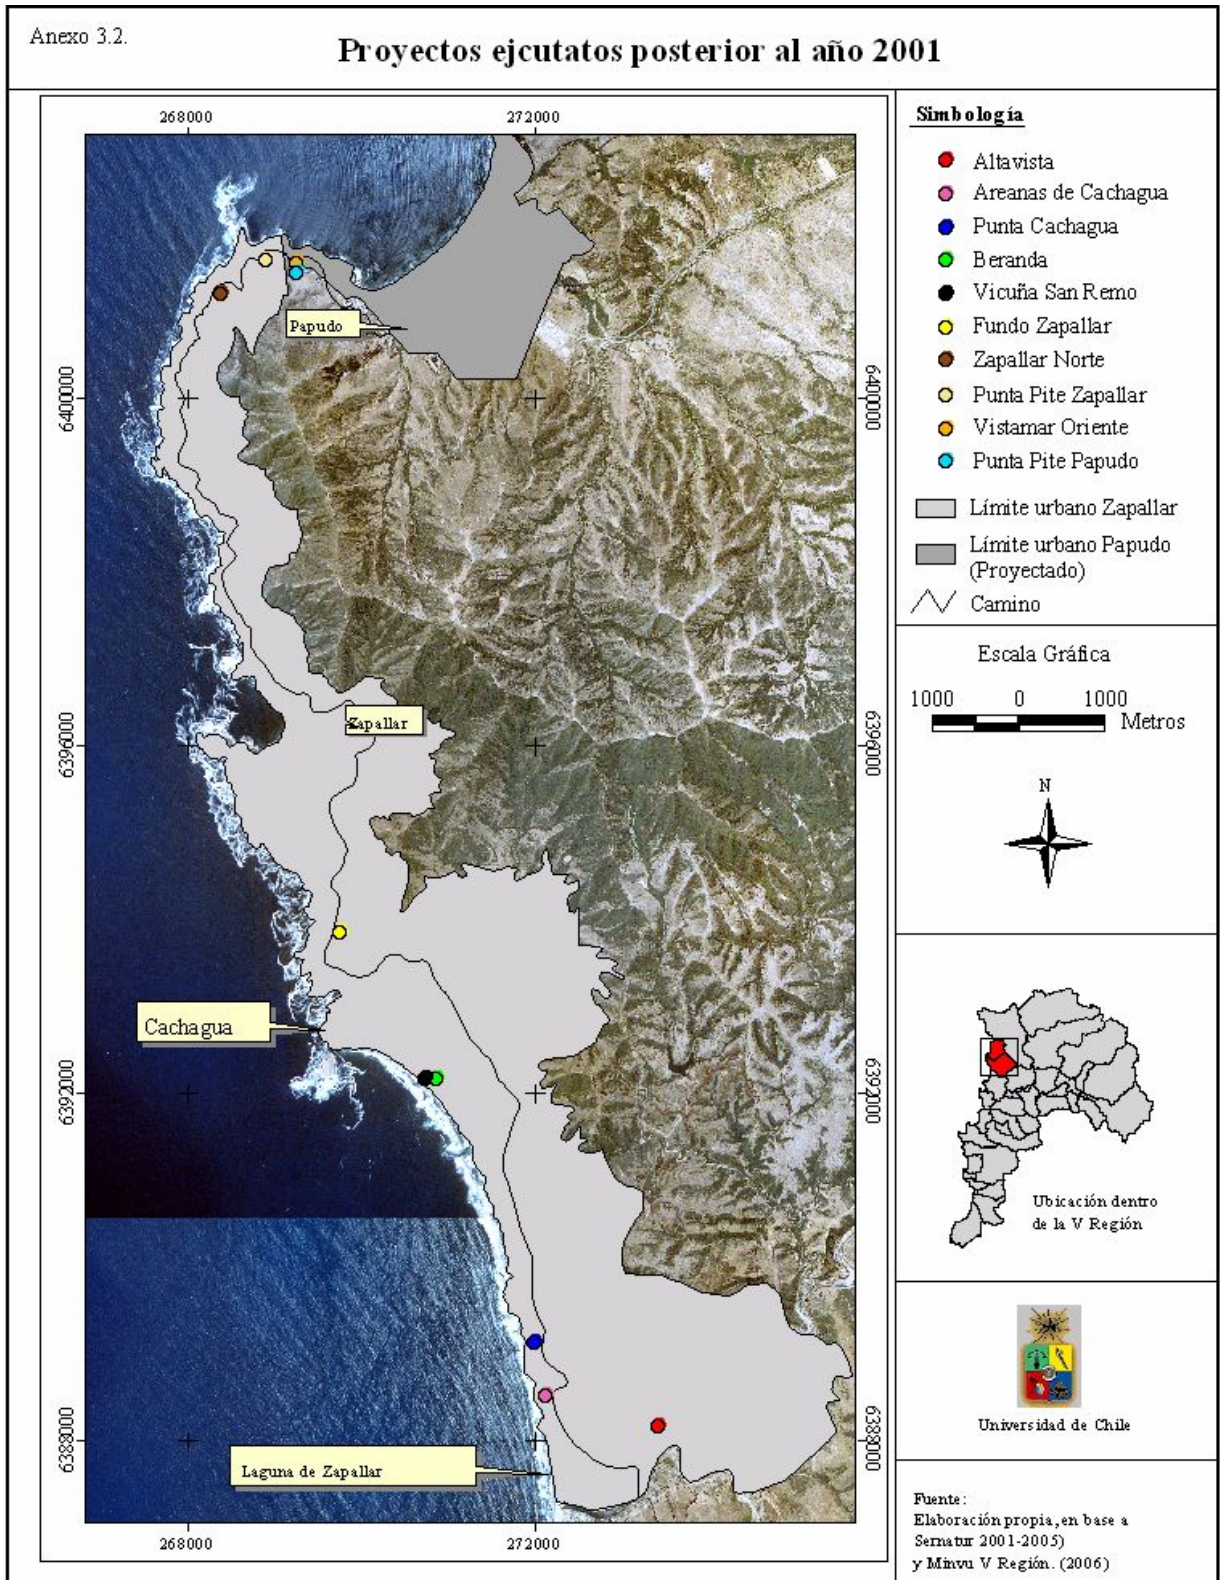 Anexo 3.2.
Proyectos ejcutatos posterior al año 2001
268000
272000
6400000
6400000
6396000
6396000
6392000
6392000
6388000
6388000
Papudo
Zapallar
Cachagua
Laguna de Zapallar
268000
272000
Simbología
Altavista
Areanas de Cachagua
Punta Cachagua
Beranda
Vicuña San Remo
Fundo Zapallar
Zapallar Norte
Punta Pite Zapallar
Vistamar Oriente
Punta Pite Papudo
Límite urbano Zapallar
Límite urbano Papudo
(Proyectado)
Camino
Escala Gráfica
1000 0 1000
Metros
N
Ubicación dentro
de la V Región
Universidad de Chile
Fuente:
Elaboración propia, en base a
Sernatur 2001-2005)
y Minvu V Región. (2006)